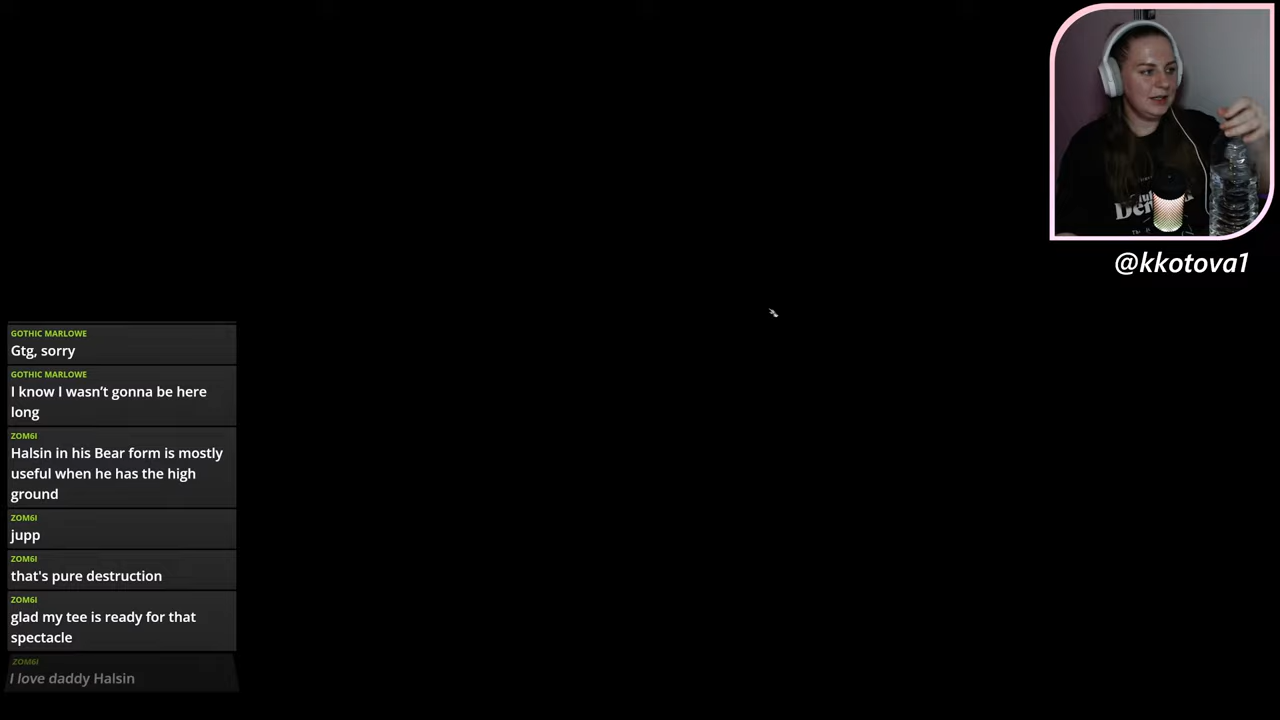 @kkotova1
GOTHIC MARLOWE
Gtg, sorry
GOTHIC MARLOWE
I know I wasn’t gonna be here
long
ZOM6I
Halsin in his Bear form is mostly
useful when he has the high
ground
ZOM6I
jupp
ZOM6I
that's pure destruction
ZOM6I
glad my tee is ready for that
spectacle
ZOM6I
I love daddy Halsin